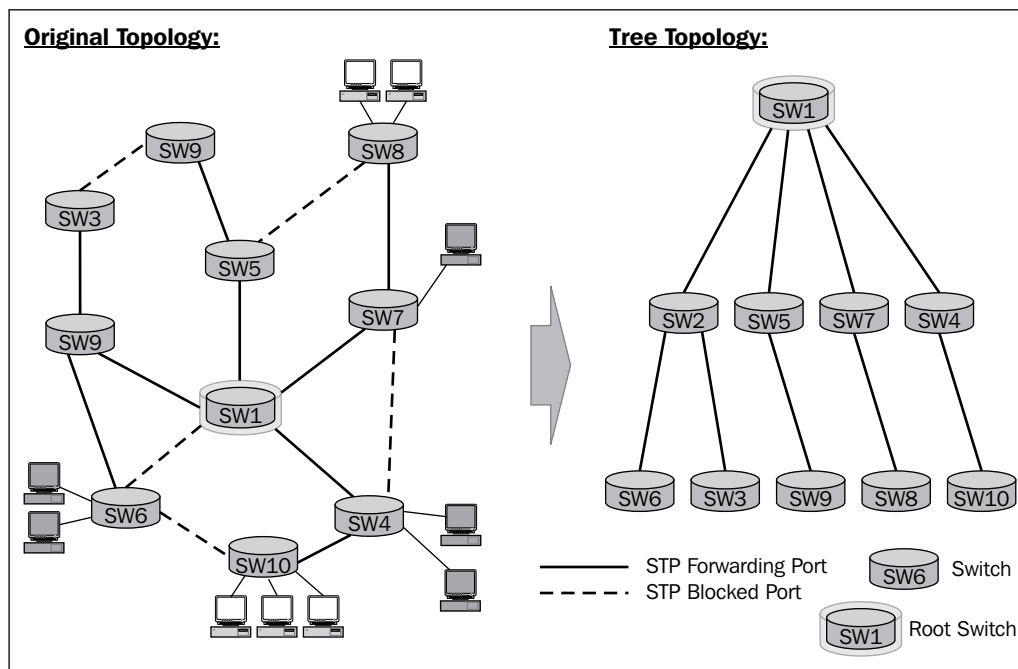 Original Topology:
SW9
SW8
SW3
SW5
SW7
SW9
SW1
SW6
SW4
SW10
Tree Topology:
SW1
SW2 SW5 SW7 SW4
SW6 SW3 SW9 SW8 SW10
STP Forwarding Port
STP Blocked Port
SW6 Switch
SW1 Root Switch